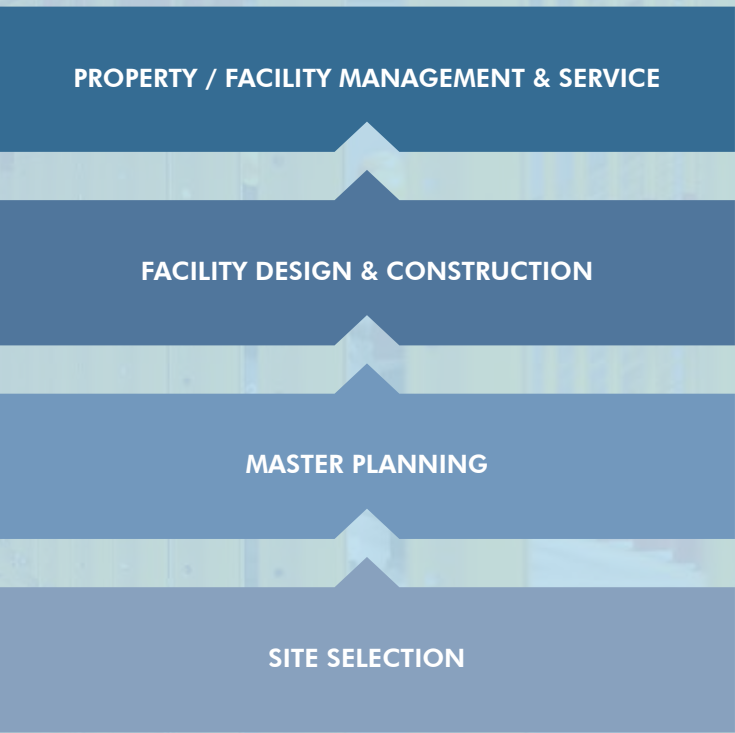 PROPERTY / FACILITY MANAGEMENT & SERVICE
FACILITY DESIGN & CONSTRUCTION
MASTER PLANNING
SITE SELECTION